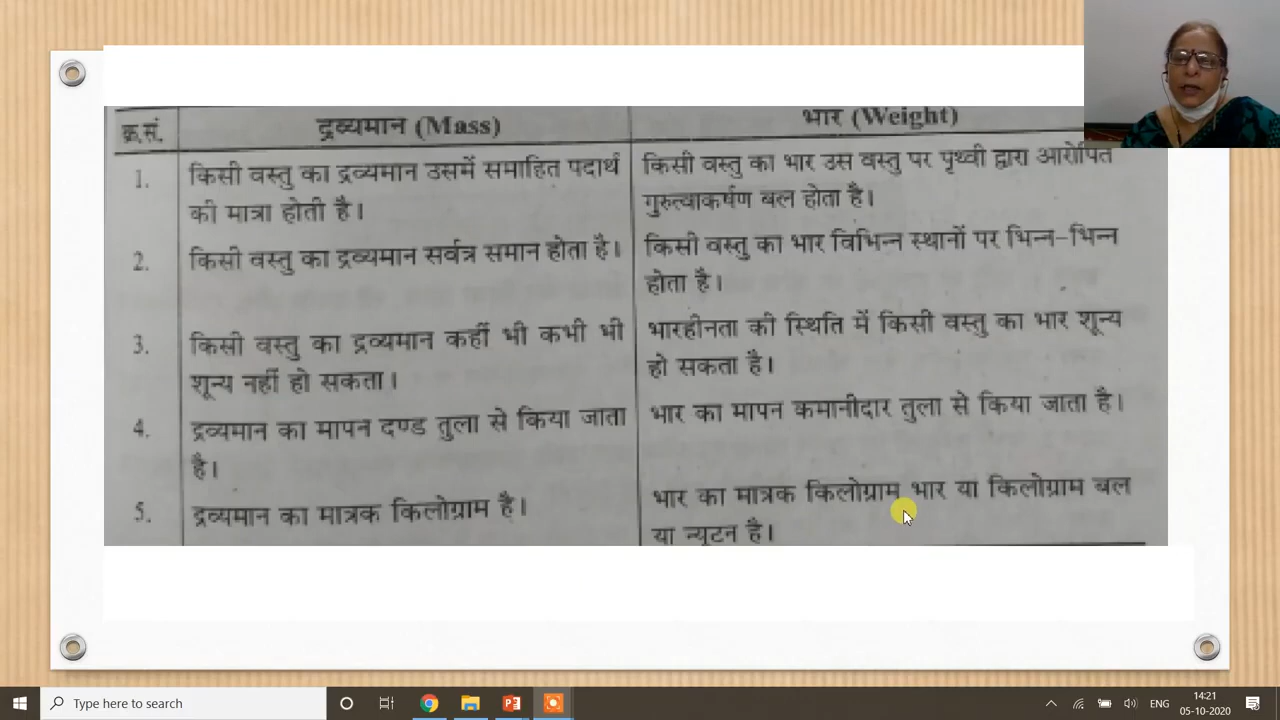 क्र.सं. द्रव्यमान (Mass) भार (Weight)
1. किसी वस्तु का द्रव्यमान उसमें समाहित पदार्थ
की मात्रा होती है।
किसी वस्तु का भार उस वस्तु पर पृथ्वी द्वारा आरोपित
गुरुत्वाकर्षण बल होता है।
2. किसी वस्तु का द्रव्यमान सर्वत्र समान होता है।
किसी वस्तु का भार विभिन्न स्थानों पर भिन्न-भिन्न
होता है।
3. किसी वस्तु का द्रव्यमान कहीं भी कभी भी
शून्य नहीं हो सकता।
भारहीनता की स्थिति में किसी वस्तु का भार शून्य
हो सकता है।
4. द्रव्यमान का मापन दण्ड तुला से किया जाता
है।
भार का मापन कमानीदार तुला से किया जाता है।
5. द्रव्यमान का मात्रक किलोग्राम है।
भार का मात्रक किलोग्राम भार या किलोग्राम बल
या न्यूटन है।
Type here to search
ENG
14:21
05-10-2020